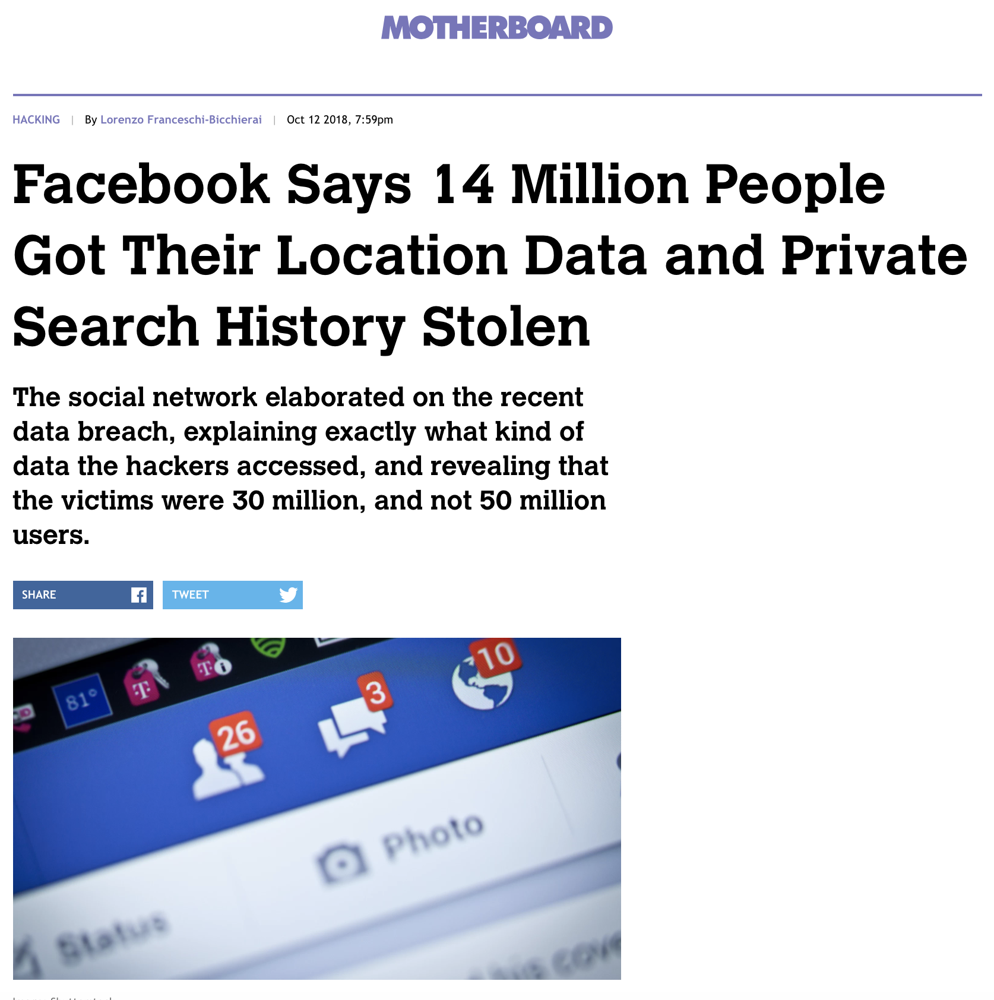 MOTHERBOARD
HACKING | By Lorenzo Franceschi-Bicchierai | Oct 12 2018, 7:59pm
Facebook Says 14 Million People
Got Their Location Data and Private
Search History Stolen
The social network elaborated on the recent
data breach, explaining exactly what kind of
data the hackers accessed, and revealing that
the victims were 30 million, and not 50 million
users.
SHARE TWEET
81° T T i
26 3 10
Photo
Status